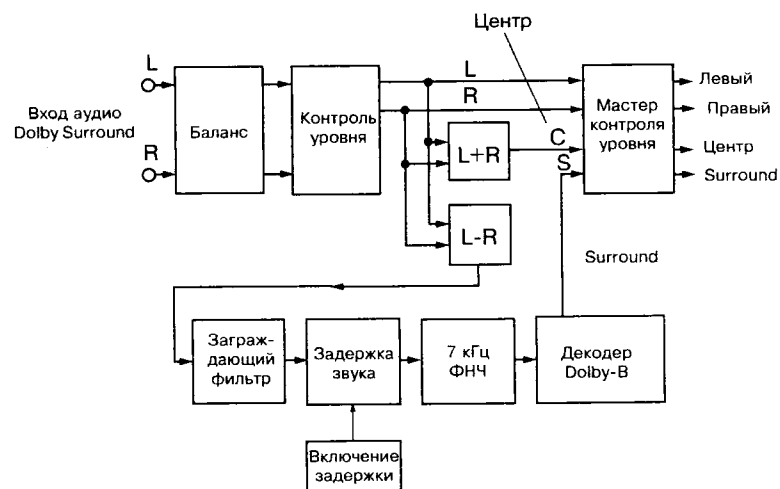 Центр
L
Вход аудио
Dolby Surround
R
Баланс
Контроль
уровня
L
R
L+R
C
S
L-R
Мастер
контроля
уровня
Левый
Правый
Центр
Surround
Surround
Заграж-
дающий
фильтр
Задержка
звука
7 кГц
ФНЧ
Декодер
Dolby-B
Включение
задержки